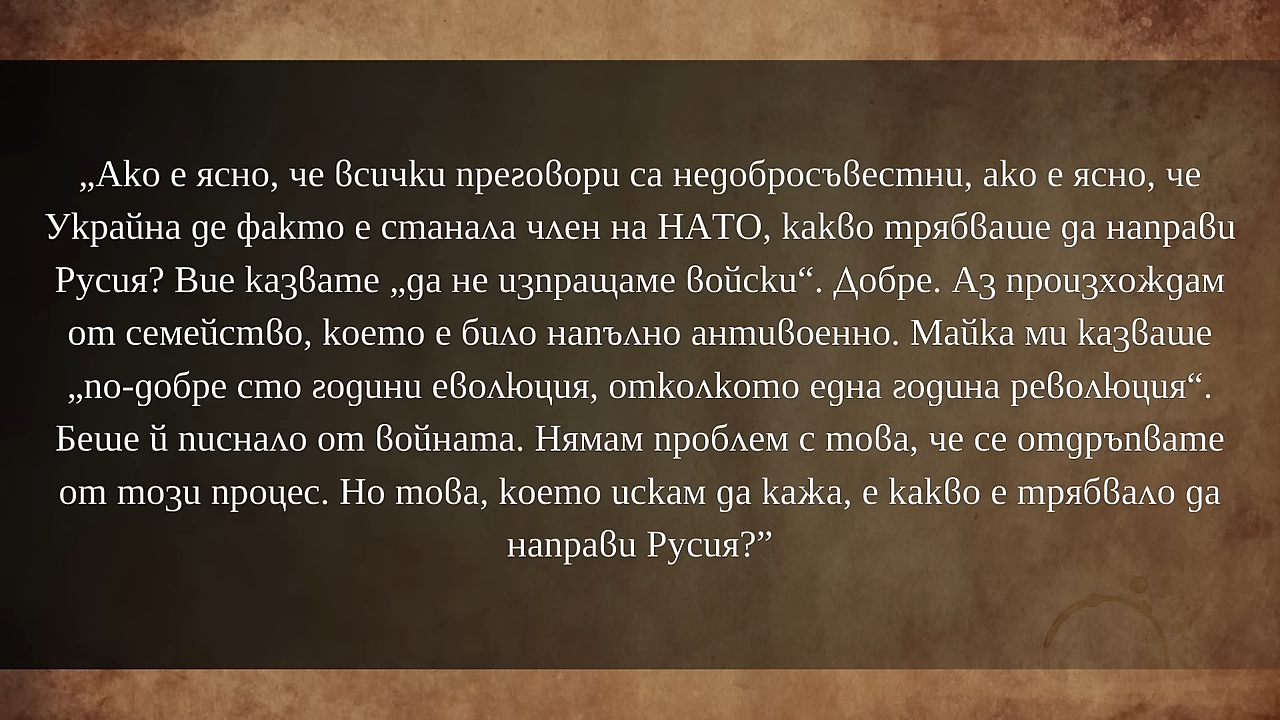 „Ако е ясно, че всички преговори са недобросъвестни, ако е ясно, че
Украйна де факто е станала член на НАТО, какво трябваше да направи
Русия? Вие казвате „да не изпращаме войски“. Добре. Аз произхождам
от семейство, което е било напълно антивоенно. Майка ми казваше
„по-добре сто години еволюция, отколкото една година революция“.
Беше ѝ писнало от войната. Нямам проблем с това, че се отдръпвате
от този процес. Но това, което искам да кажа, е какво е трябвало да
направи Русия?”